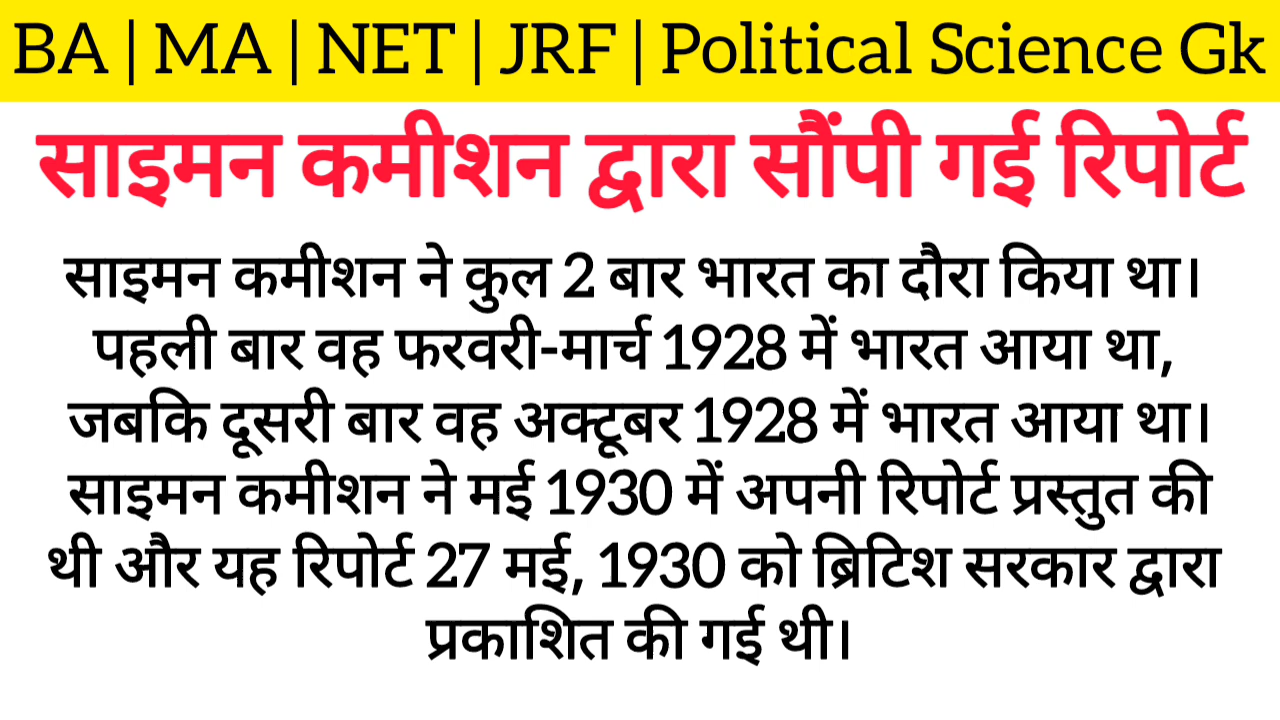 BA | MA | NET | JRF | Political Science Gk
साइमन कमीशन द्वारा सौंपी गई रिपोर्ट
साइमन कमीशन ने कुल 2 बार भारत का दौरा किया था।
पहली बार वह फरवरी-मार्च 1928 में भारत आया था,
जबकि दूसरी बार वह अक्टूबर 1928 में भारत आया था।
साइमन कमीशन ने मई 1930 में अपनी रिपोर्ट प्रस्तुत की
थी और यह रिपोर्ट 27 मई, 1930 को ब्रिटिश सरकार द्वारा
प्रकाशित की गई थी।